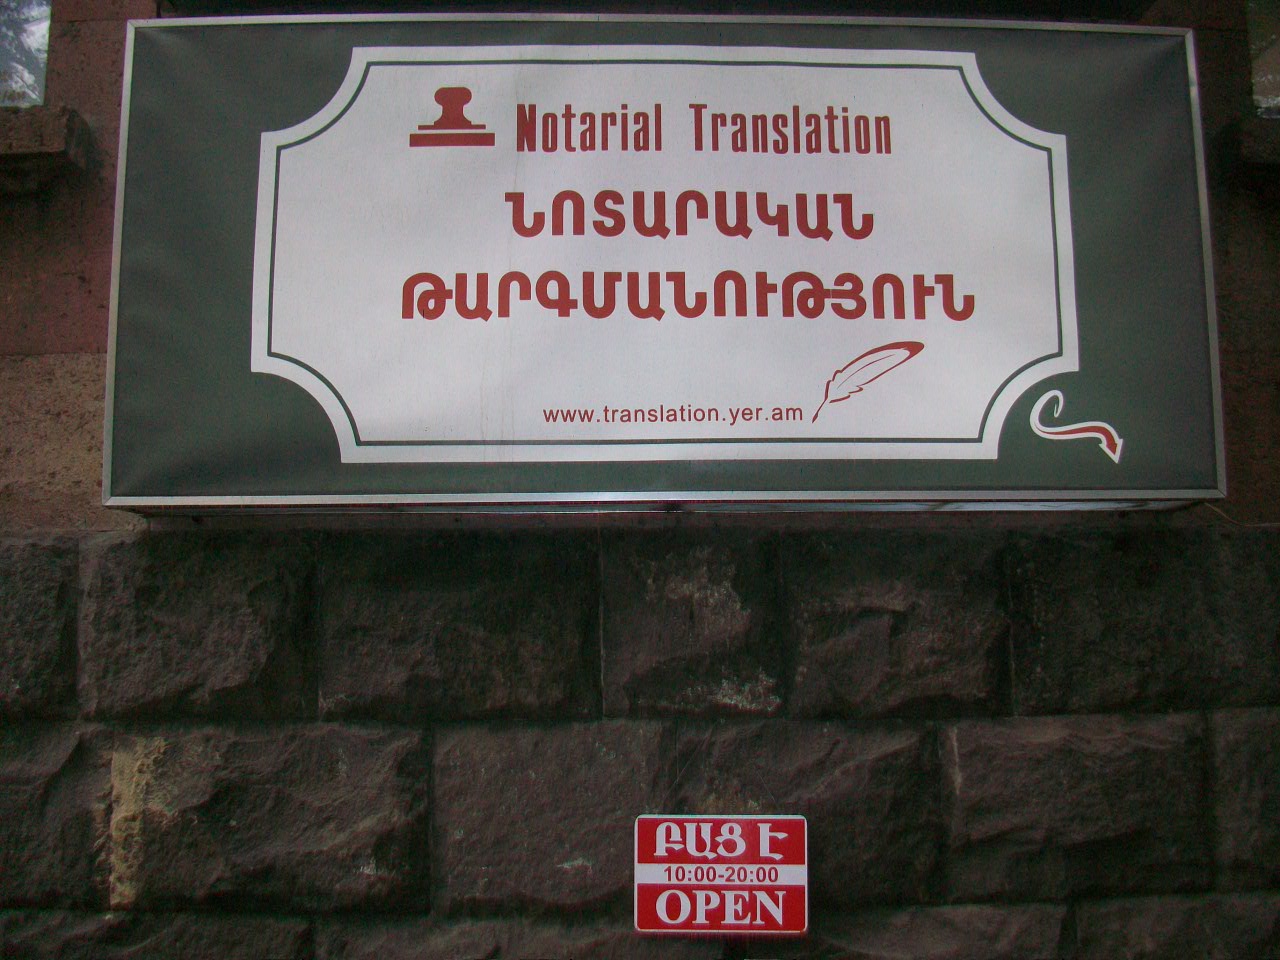 Notarial Translation
ՆՈՏԱՐԱԿԱՆ
ԹԱՐԳՄԱՆՈՒԹՅՈՒՆ
www.translation.yer.am
ԲԱՑ Է
10:00-20:00
OPEN